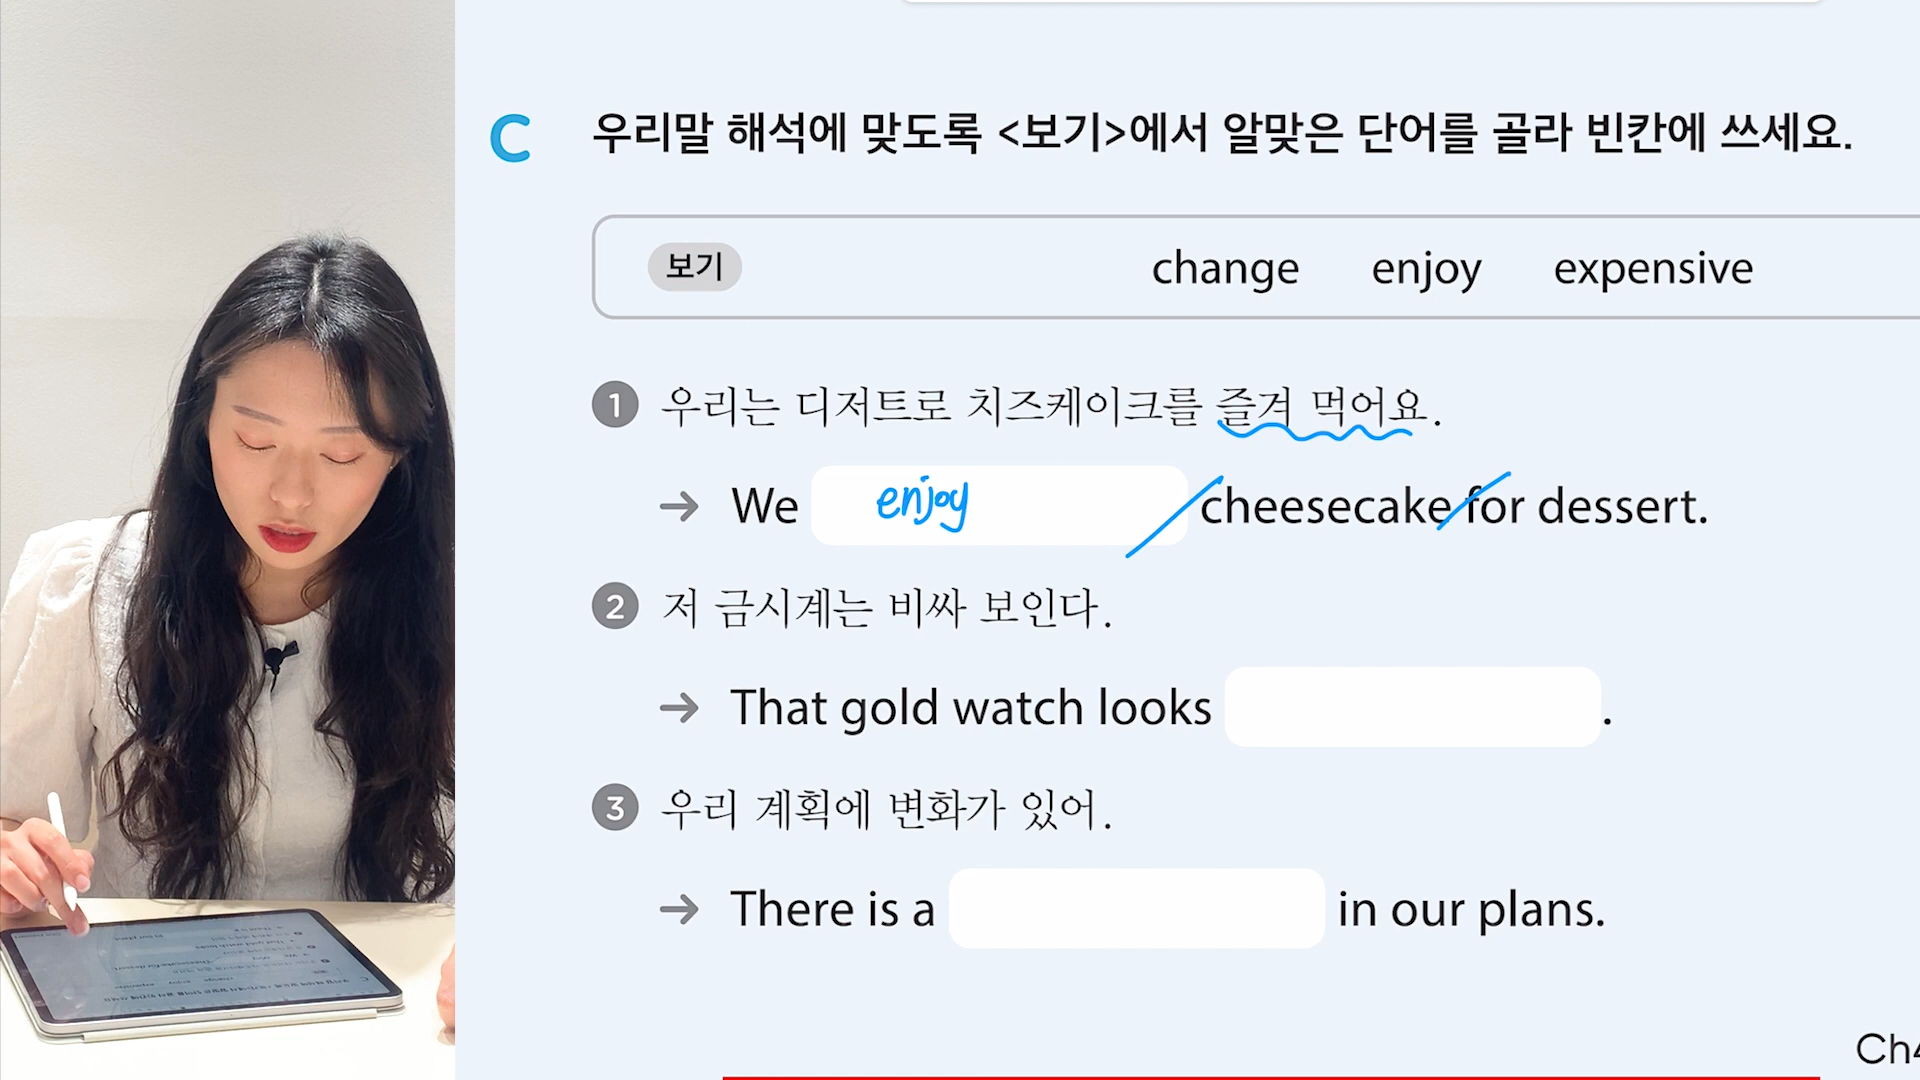 C 우리말 해석에 맞도록 <보기>에서 알맞은 단어를 골라 빈칸에 쓰세요.
보기 change enjoy expensive
1 우리는 디저트로 치즈케이크를 즐겨 먹어요.
→ We enjoy cheesecake for dessert.
2 저 금시계는 비싸 보인다.
→ That gold watch looks .
3 우리 계획에 변화가 있어.
→ There is a in our plans.